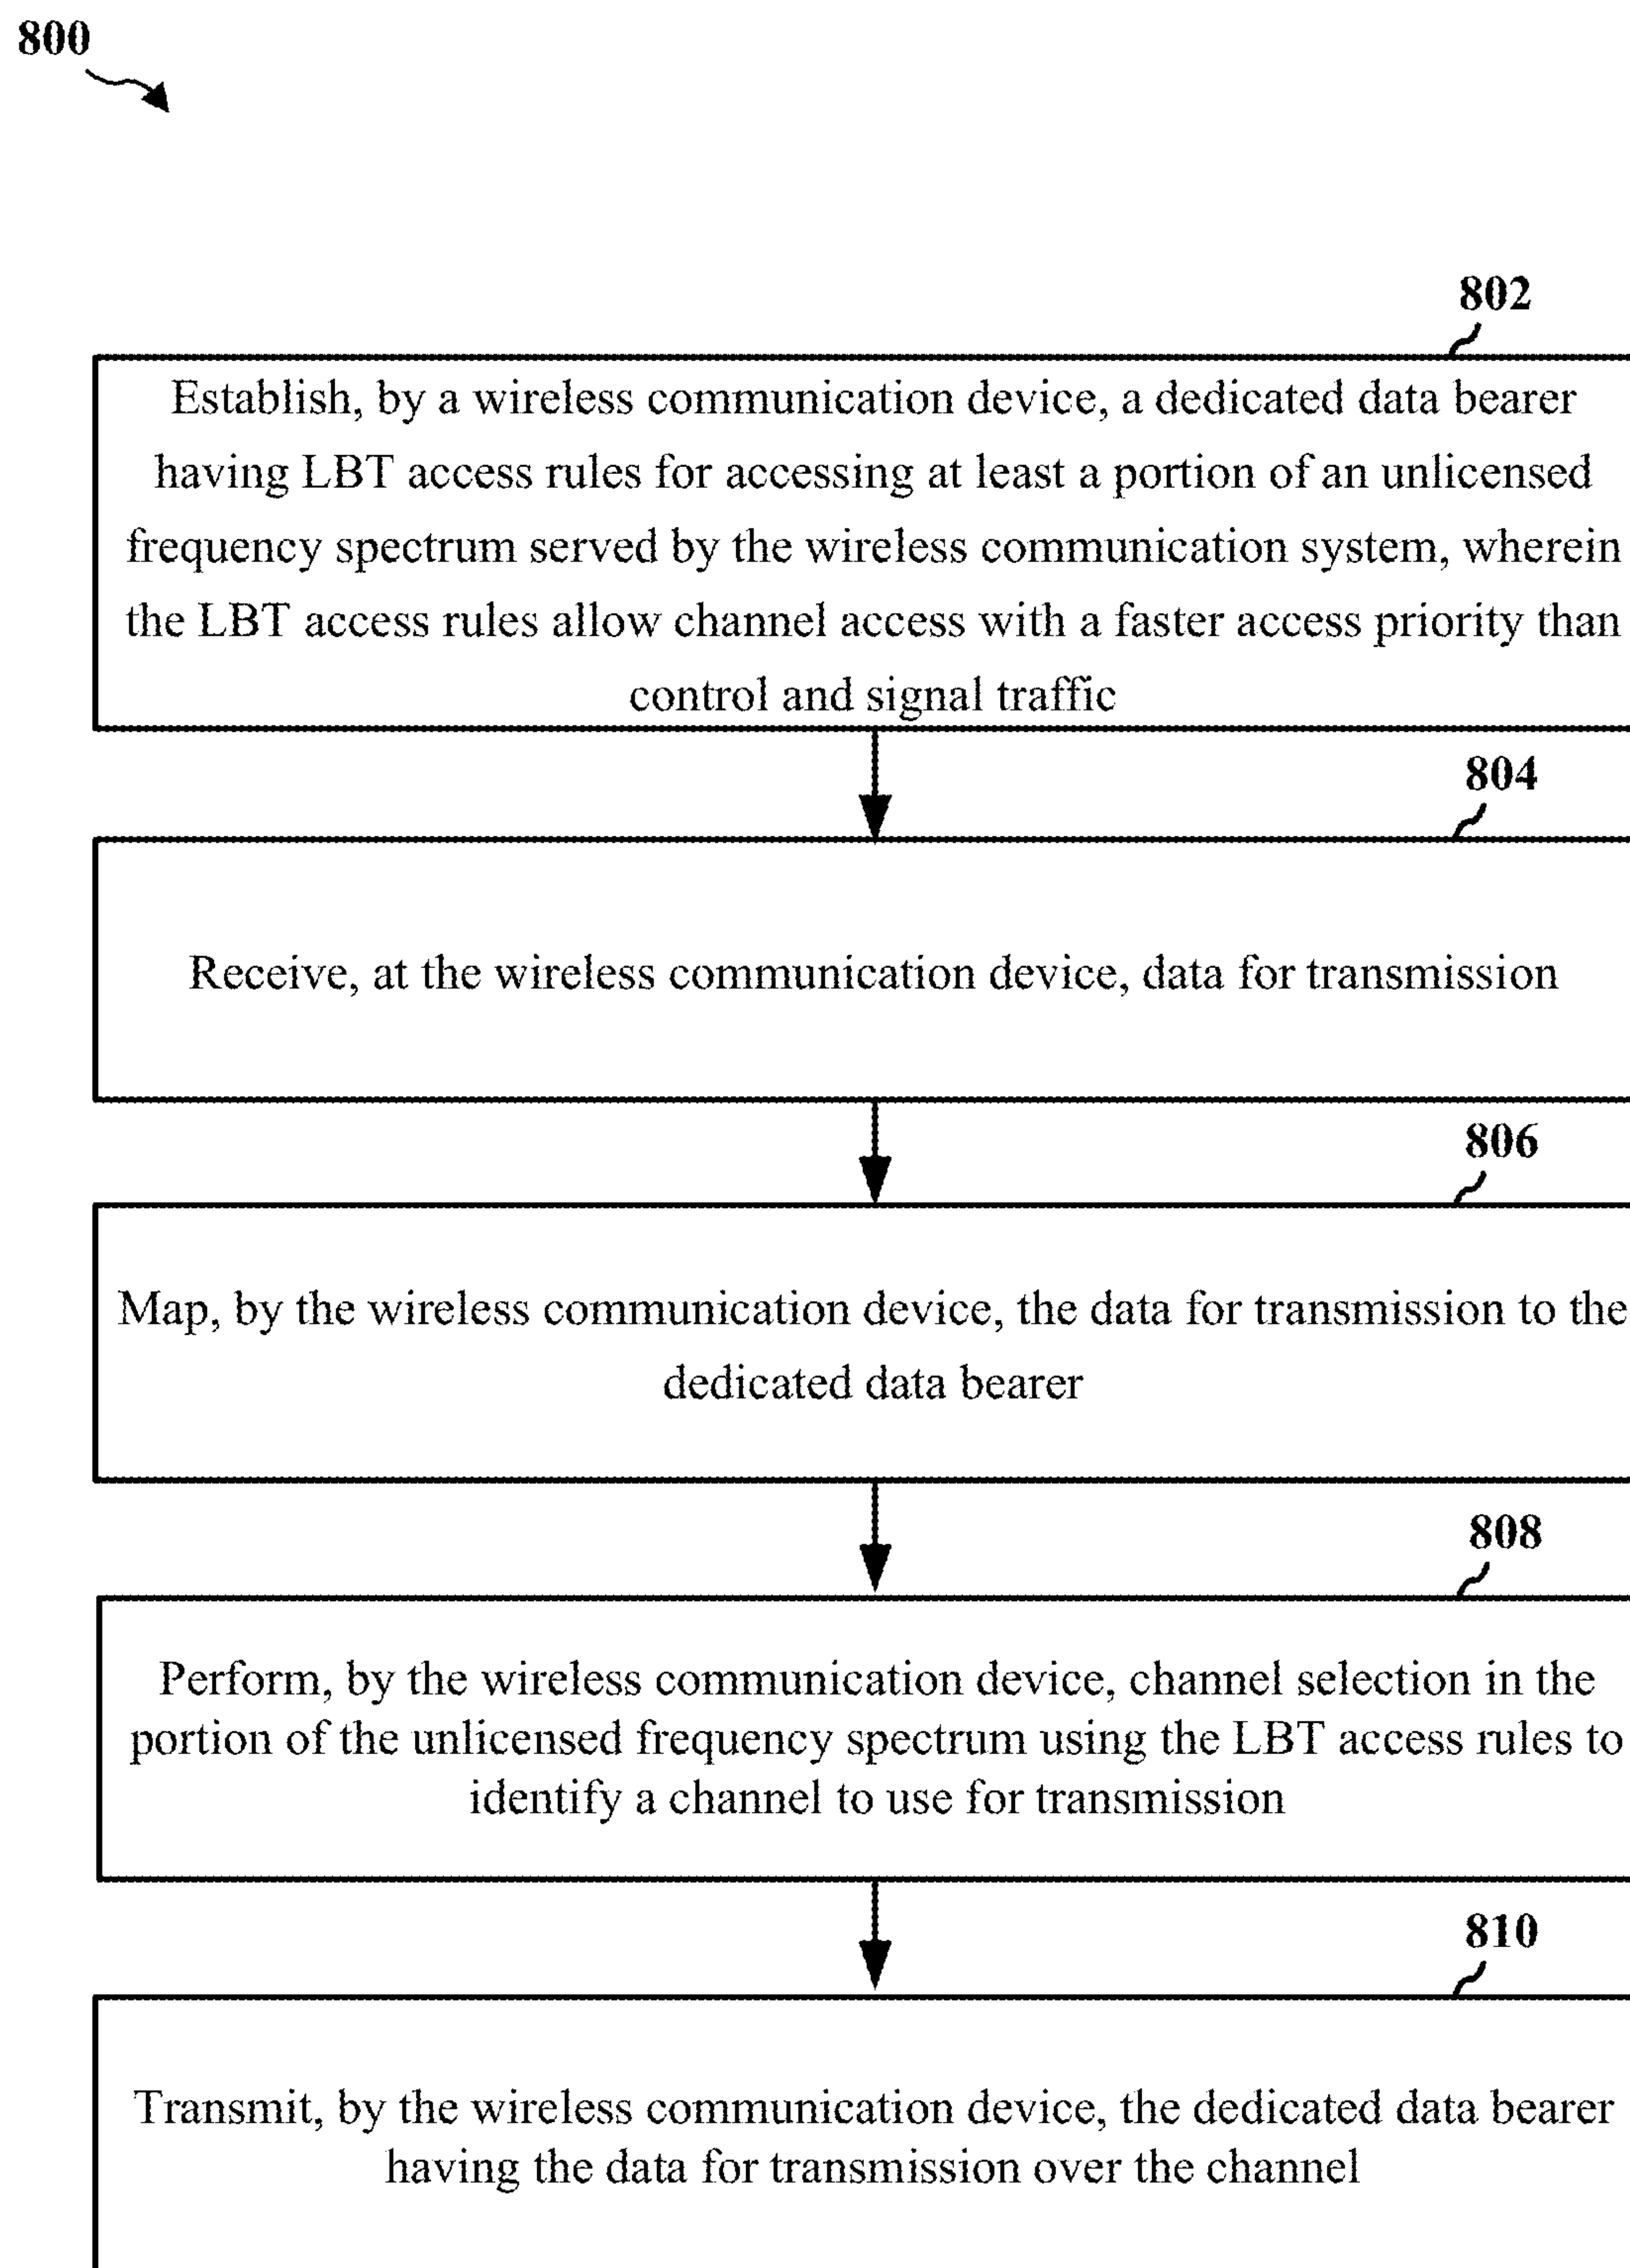 800
802
Establish, by a wireless communication device, a dedicated data bearer
having LBT access rules for accessing at least a portion of an unlicensed
frequency spectrum served by the wireless communication system, wherein
the LBT access rules allow channel access with a faster access priority than
control and signal traffic
804
Receive, at the wireless communication device, data for transmission
806
Map, by the wireless communication device, the data for transmission to the
dedicated data bearer
808
Perform, by the wireless communication device, channel selection in the
portion of the unlicensed frequency spectrum using the LBT access rules to
identify a channel to use for transmission
810
Transmit, by the wireless communication device, the dedicated data bearer
having the data for transmission over the channel